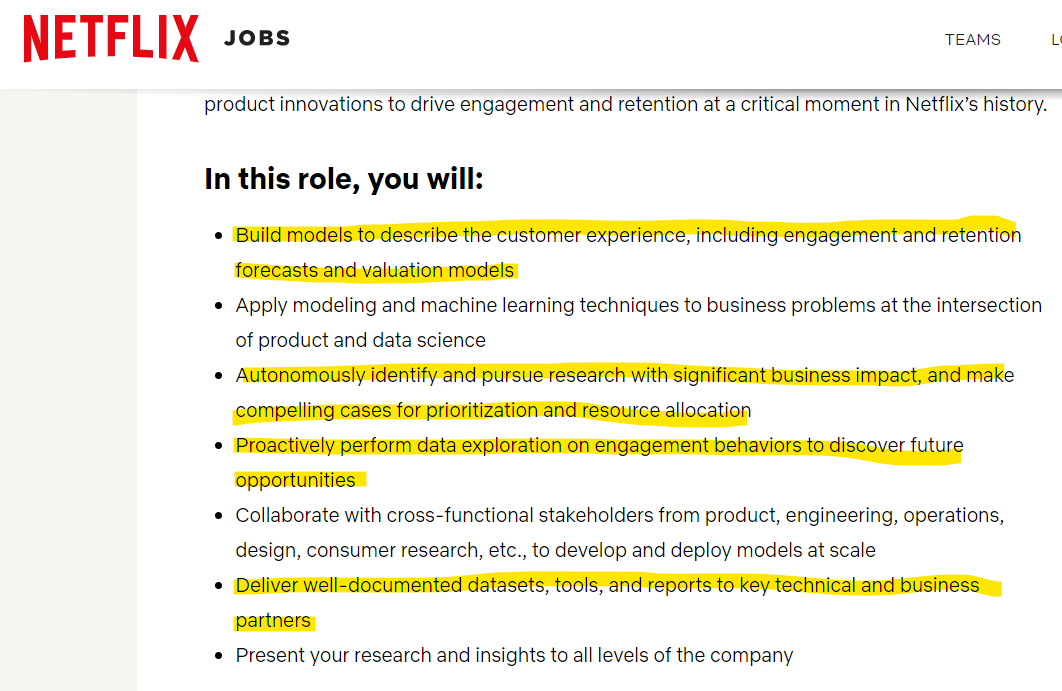 NETFLIX JOBS TEAMS LO
product innovations to drive engagement and retention at a critical moment in Netflix's history.
In this role, you will:
• Build models to describe the customer experience, including engagement and retention
forecasts and valuation models
• Apply modeling and machine learning techniques to business problems at the intersection
of product and data science
• Autonomously identify and pursue research with significant business impact, and make
compelling cases for prioritization and resource allocation
• Proactively perform data exploration on engagement behaviors to discover future
opportunities
• Collaborate with cross-functional stakeholders from product, engineering, operations,
design, consumer research, etc., to develop and deploy models at scale
• Deliver well-documented datasets, tools, and reports to key technical and business
partners
• Present your research and insights to all levels of the company